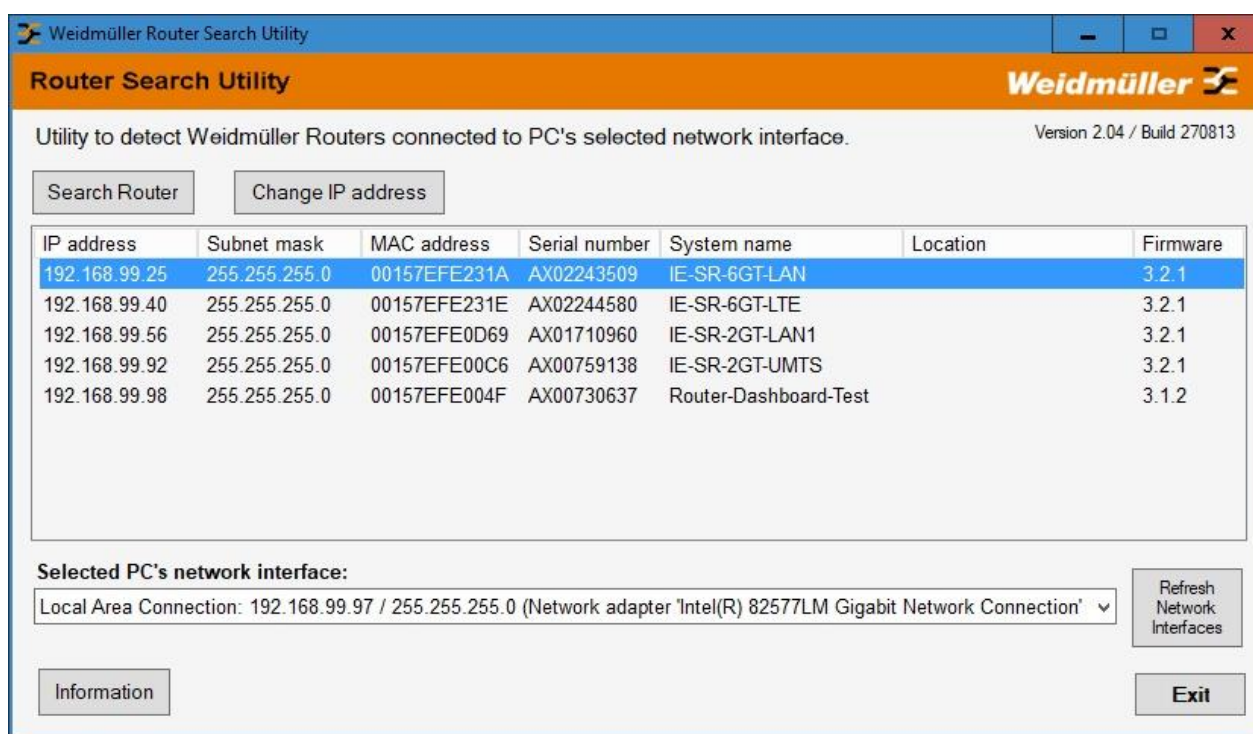 Weidmüller Router Search Utility
Router Search Utility
Weidmüller
Utility to detect Weidmüller Routers connected to PC's selected network interface.
Version 2.04 / Build 270813
Search Router Change IP address
IP address Subnet mask MAC address Serial number System name Location Firmware
192.168.99.25 255.255.255.0 00157EFE231A AX02243509 IE-SR-6GT-LAN 3.2.1
192.168.99.40 255.255.255.0 00157EFE231E AX02244580 IE-SR-6GT-LTE 3.2.1
192.168.99.56 255.255.255.0 00157EFE0D69 AX01710960 IE-SR-2GT-LAN1 3.2.1
192.168.99.92 255.255.255.0 00157EFE00C6 AX00759138 IE-SR-2GT-UMTS 3.2.1
192.168.99.98 255.255.255.0 00157EFE004F AX00730637 Router-Dashboard-Test 3.1.2
Selected PC's network interface:
Local Area Connection: 192.168.99.97 / 255.255.255.0 (Network adapter 'Intel(R) 82577LM Gigabit Network Connection'
Refresh
Network
Interfaces
Information
Exit